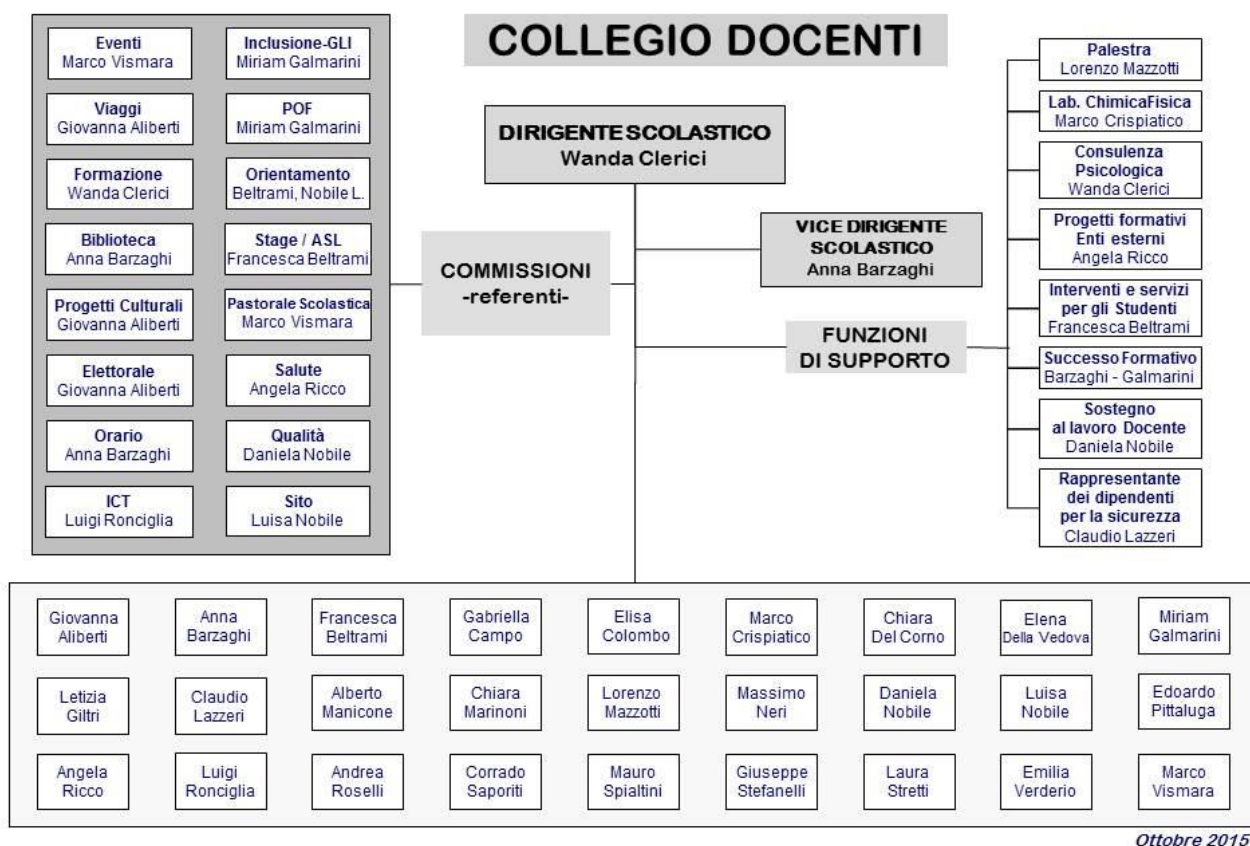 COLLEGIO DOCENTI
Eventi
Marco Vismara
Inclusione-GLI
Miriam Galmarini
Viaggi
Giovanna Aliberti
POF
Miriam Galmarini
Formazione
Wanda Clerici
Orientamento
Beltrami, Nobile L.
Biblioteca
Anna Barzaghi
Stage / ASL
Francesca Beltrami
Progetti Culturali
Giovanna Aliberti
Pastorale Scolastica
Marco Vismara
Elettorale
Giovanna Aliberti
Salute
Angela Ricco
Orario
Anna Barzaghi
Qualità
Daniela Nobile
ICT
Luigi Ronciglia
Sito
Luisa Nobile
DIRIGENTE SCOLASTICO
Wanda Clerici
COMMISSIONI
-referenti-
VICE DIRIGENTE
SCOLASTICO
Anna Barzaghi
FUNZIONI
DI SUPPORTO
Palestra
Lorenzo Mazzotti
Lab. ChimicaFisica
Marco Crispiatico
Consulenza
Psicologica
Wanda Clerici
Progetti formativi
Enti esterni
Angela Ricco
Interventi e servizi
per gli Studenti
Francesca Beltrami
Successo Formativo
Barzaghi - Galmarini
Sostegno
al lavoro Docente
Daniela Nobile
Rappresentante
dei dipendenti
per la sicurezza
Claudio Lazzeri
Giovanna
Aliberti
Anna
Barzaghi
Francesca
Beltrami
Gabriella
Campo
Elisa
Colombo
Marco
Crispiatico
Chiara
Del Corno
Elena
Della Vedova
Miriam
Galmarini
Letizia
Giltri
Claudio
Lazzeri
Alberto
Manicone
Chiara
Marinoni
Lorenzo
Mazzotti
Massimo
Neri
Daniela
Nobile
Luisa
Nobile
Edoardo
Pittaluga
Angela
Ricco
Luigi
Ronciglia
Andrea
Roselli
Corrado
Saporiti
Mauro
Spialtini
Giuseppe
Stefanelli
Laura
Stretti
Emilia
Verderio
Marco
Vismara
Ottobre 2015